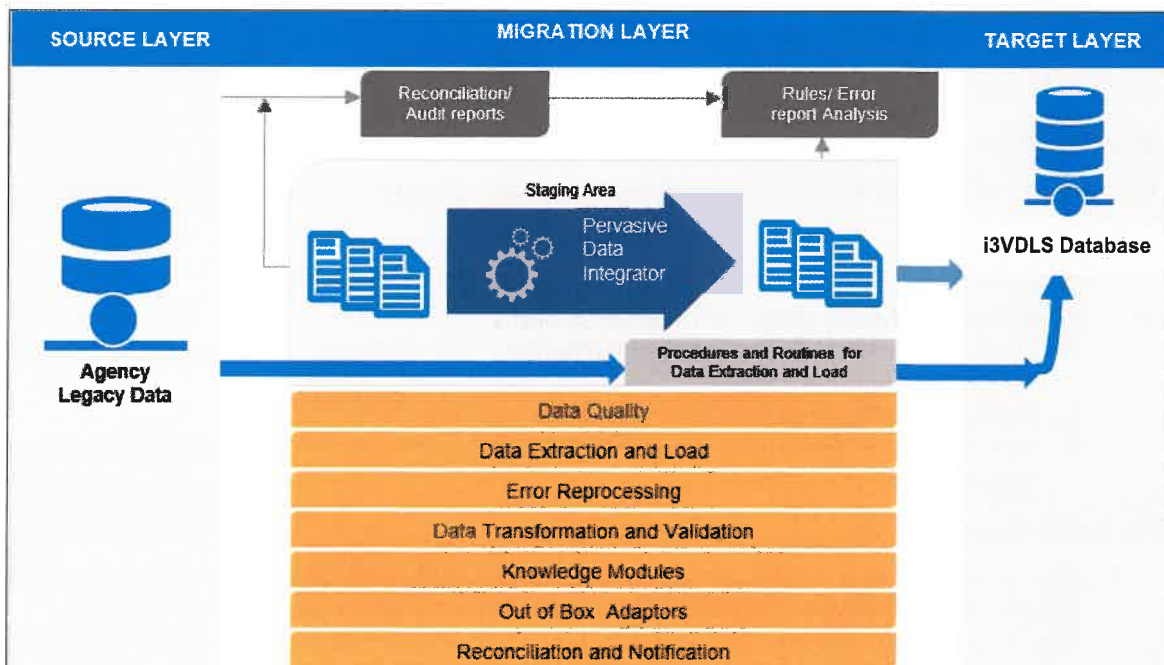 SOURCE LAYER
MIGRATION LAYER
TARGET LAYER
Reconciliation/
Audit reports
Rules/ Error
report Analysis
Staging Area
Pervasive
Data
Integrator
i3VDLS Database
Agency
Legacy Data
Procedures and Routines for
Data Extraction and Load
Data Quality
Data Extraction and Load
Error Reprocessing
Data Transformation and Validation
Knowledge Modules
Out of Box Adaptors
Reconciliation and Notification